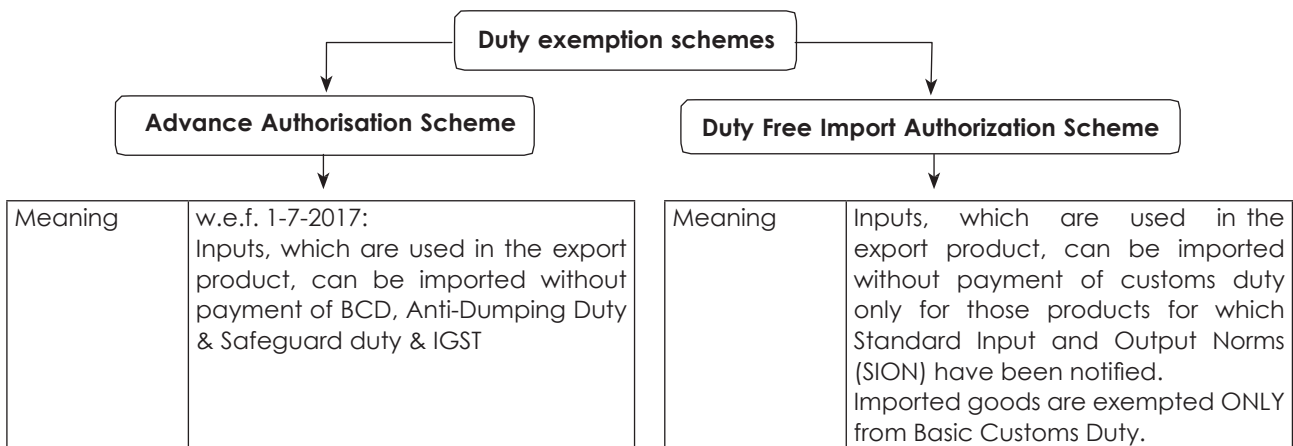 Duty exemption schemes
Advance Authorisation Scheme
Duty Free Import Authorization Scheme
Meaning
w.e.f. 1-7-2017:
Inputs, which are used in the export
product, can be imported without
payment of BCD, Anti-Dumping Duty
& Safeguard duty & IGST
Meaning
Inputs, which are used in the
export product, can be imported
without payment of customs duty
only for those products for which
Standard Input and Output Norms
(SION) have been notified.
Imported goods are exempted ONLY
from Basic Customs Duty.